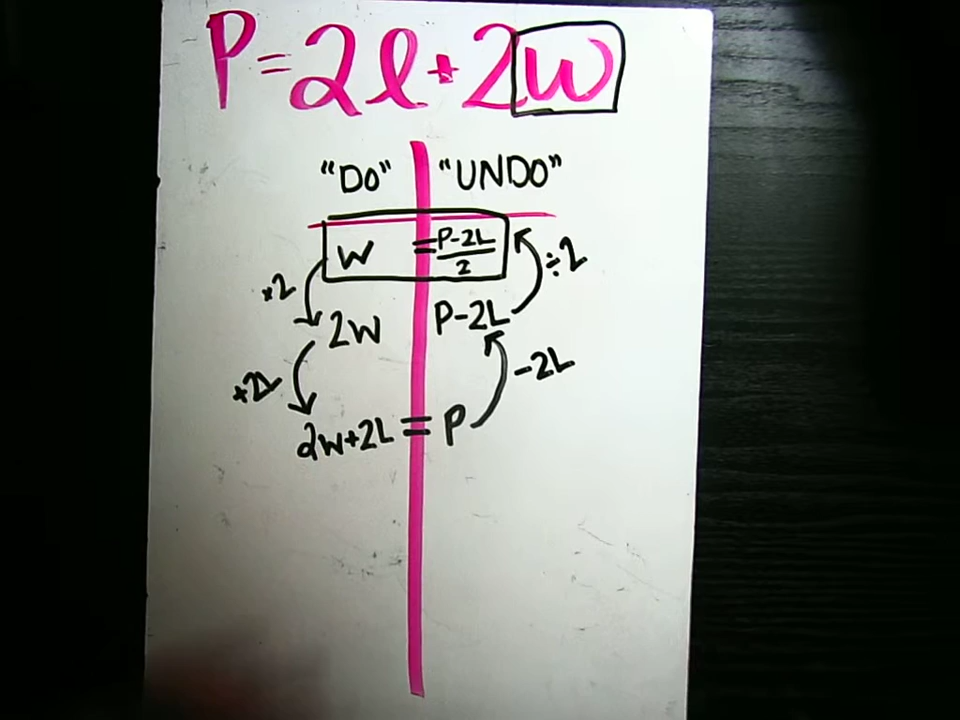 P=2l+2w
"DO" "UNDO"
W = P-2L/2
×2 ÷2
2W P-2L
+2L -2L
2W+2L = P